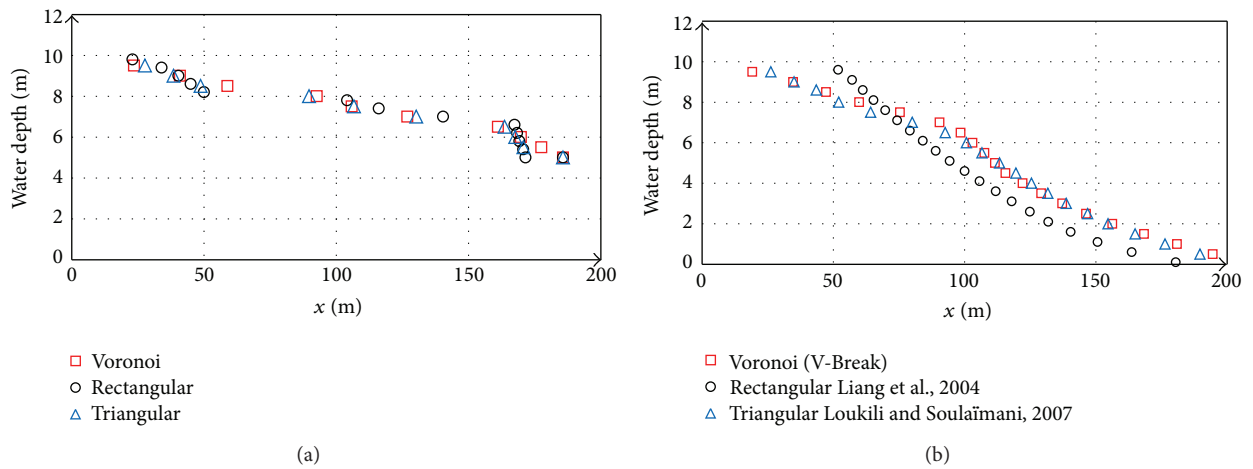 12
10
8
6
4
2
0
Water depth (m)
0 50 100 150 200
x (m)
Voronoi
Rectangular
Triangular
(a)
12
10
8
6
4
2
0
Water depth (m)
0 50 100 150 200
x (m)
Voronoi (V-Break)
Rectangular Liang et al., 2004
Triangular Loukili and Soulaïmani, 2007
(b)